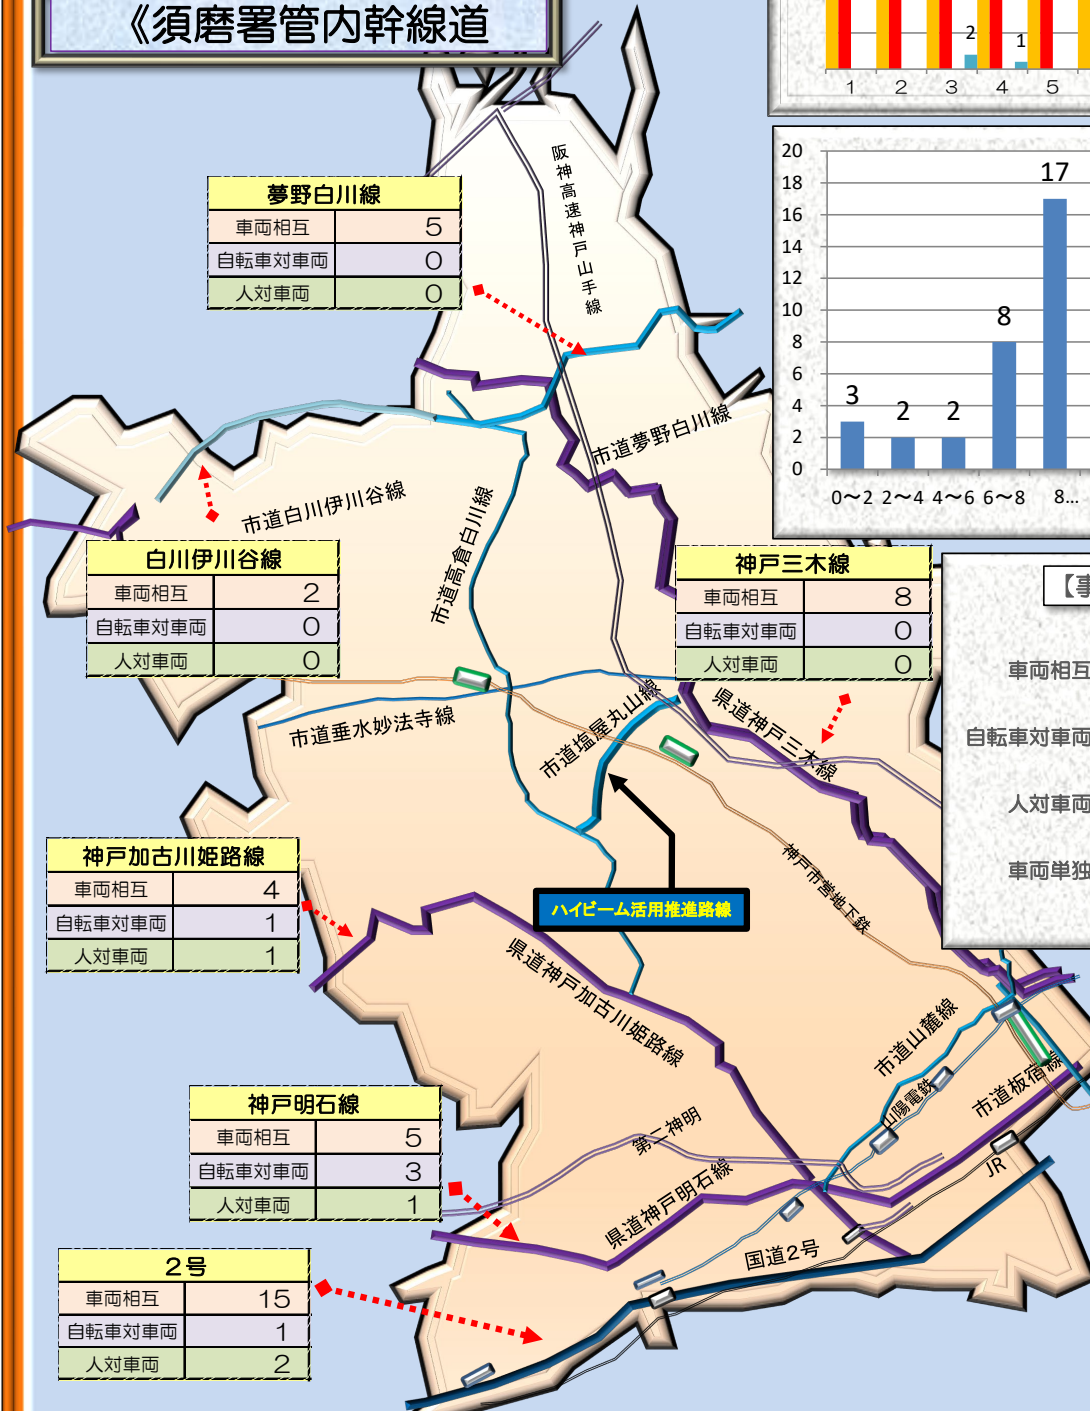 《須磨署管内幹線道
2
1
1
2
3
4
5
20
18
16
14
12
10
8
6
4
2
0
3
2
2
8
17
0～2
2～4
4～6
6～8
8...
阪神高速神戸山手線
夢野白川線
車両相互 5
自転車対車両 0
人対車両 0
市道夢野白川線
市道白川伊川谷線
市道高倉白川線
白川伊川谷線
車両相互 2
自転車対車両 0
人対車両 0
神戸三木線
車両相互 8
自転車対車両 0
人対車両 0
【事
車両相互
自転車対車両
人対車両
車両単独
市道垂水妙法寺線
市道塩屋丸山線
県道神戸三木線
神戸市営地下鉄
ハイビーム活用推進路線
神戸加古川姫路線
車両相互 4
自転車対車両 1
人対車両 1
県道神戸加古川姫路線
市道山麓線
山陽電鉄
市道板宿線
神戸明石線
車両相互 5
自転車対車両 3
人対車両 1
第二神明
県道神戸明石線
JR
国道2号
2号
車両相互 15
自転車対車両 1
人対車両 2